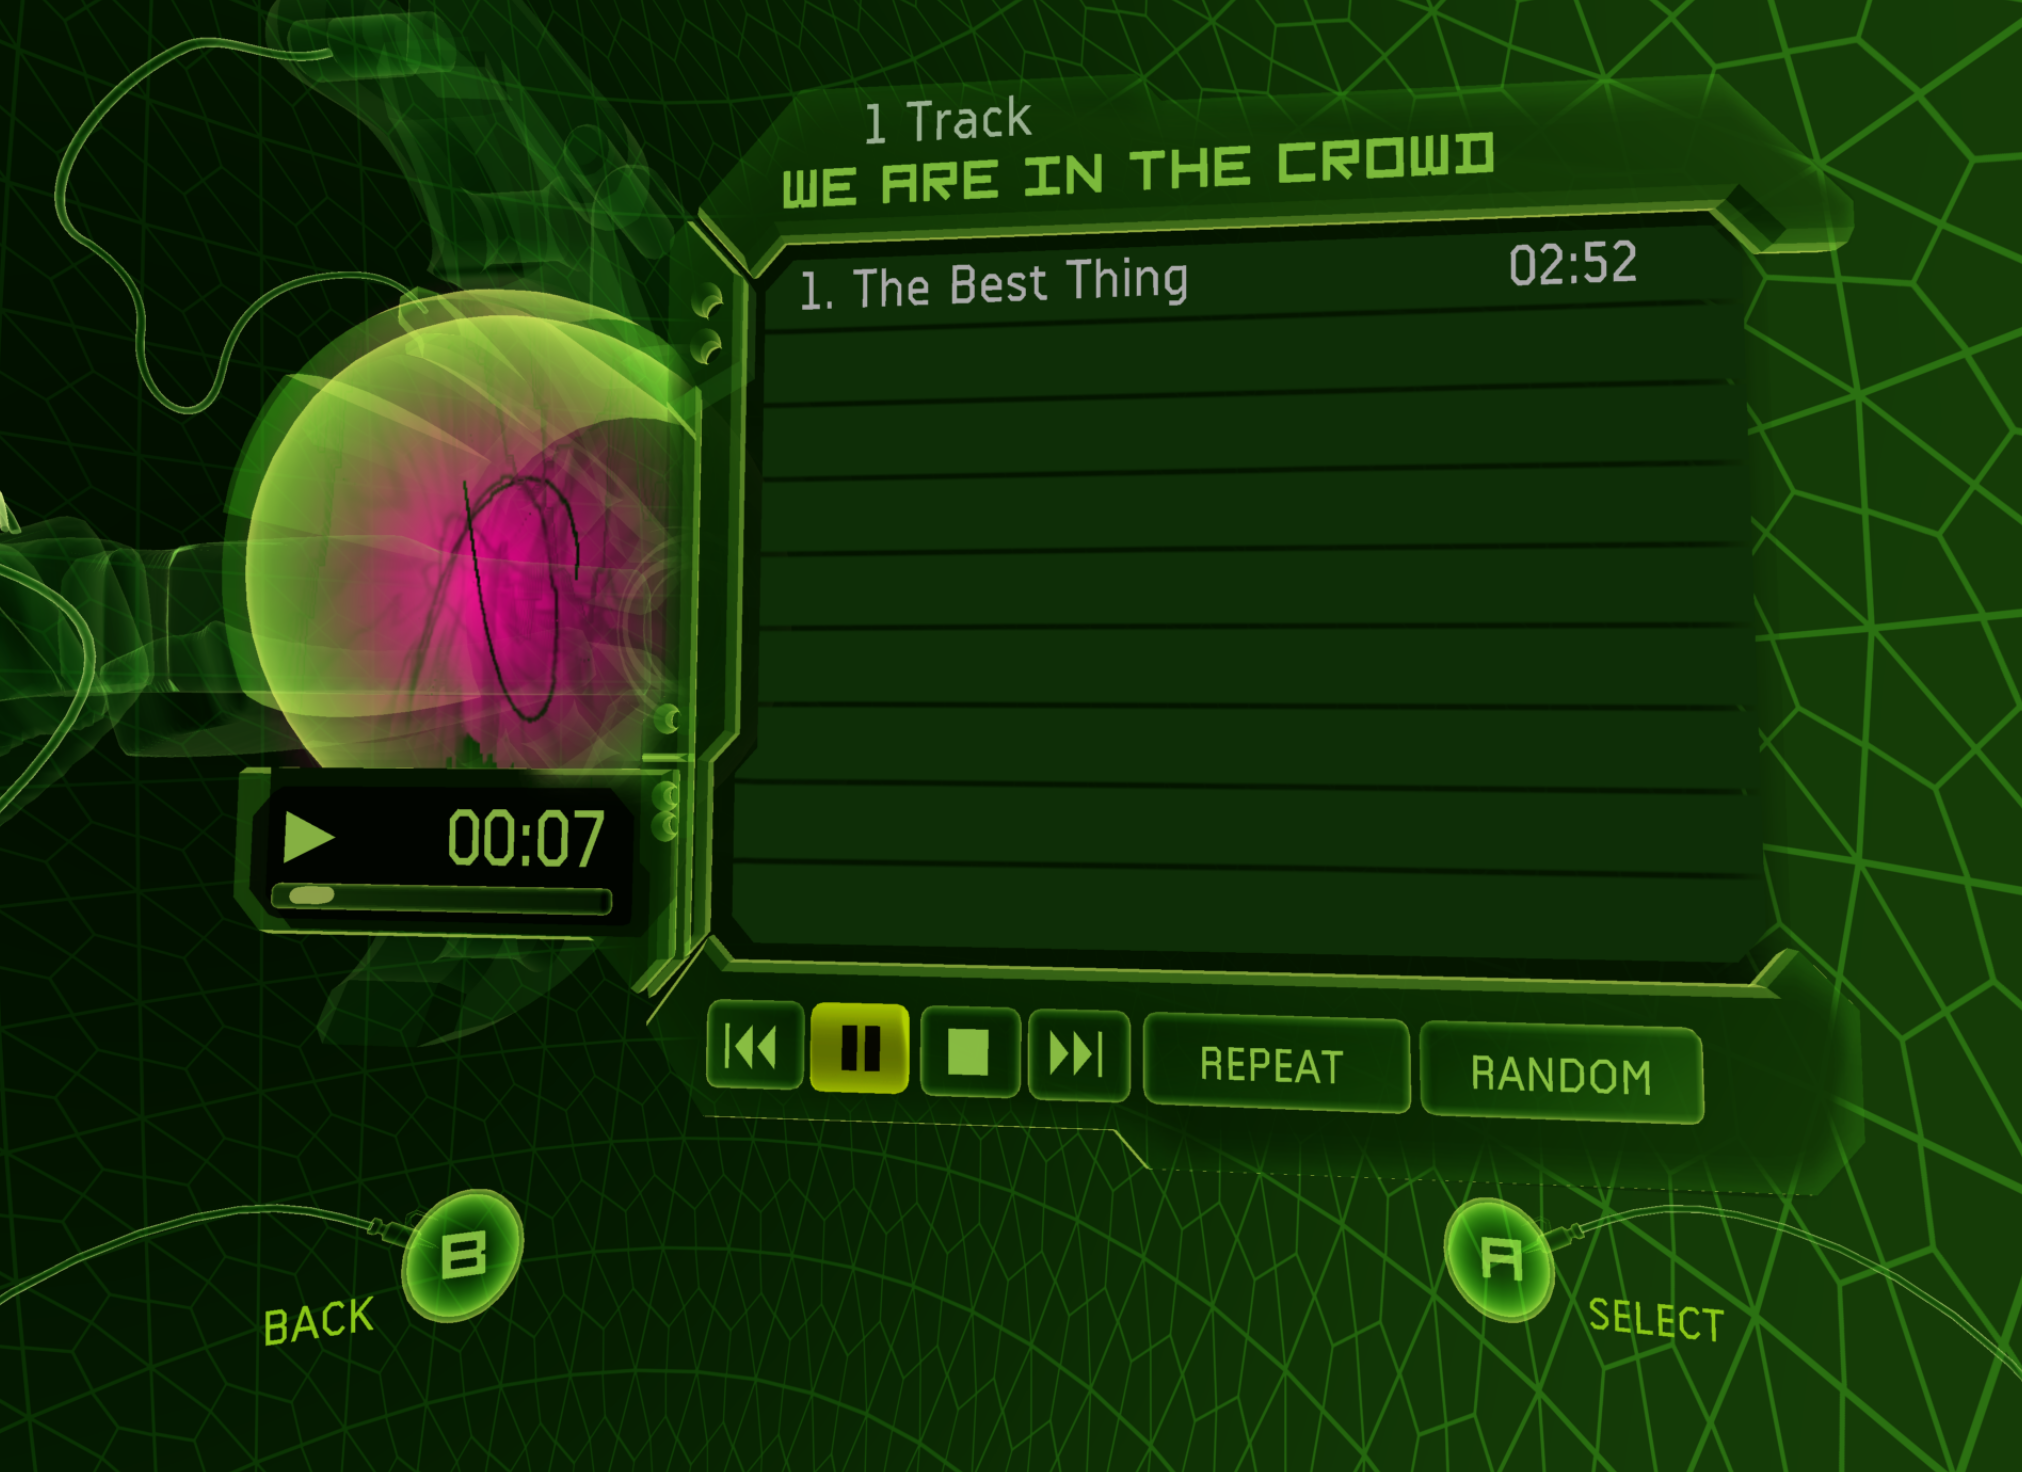 1 Track
WE ARE IN THE CROWD
1. The Best Thing 02:52
00:07
REPEAT RANDOM
B
BACK
A
SELECT